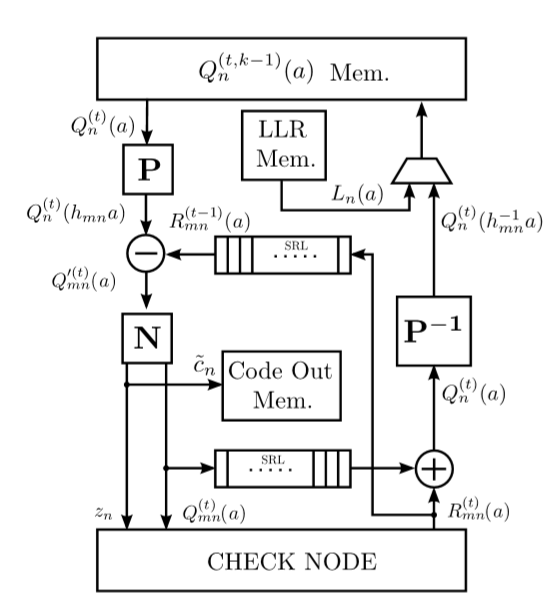 Q_n^{(t,k−1)}(a) Mem.
Q_n^{(t)}(a)
LLR
Mem.
P
L_n(a)
Q_n^{(t)}(h_{mn}a)
R_{mn}^{(t−1)}(a)
Q_n^{(t)}(h_{mn}^{−1}a)
SRL
.....
−
Q'_{mn}^{(t)}(a)
N
P^{−1}
c̃_n
Code Out
Mem.
Q_n^{(t)}(a)
SRL
.....
+
z_n
Q_{mn}^{(t)}(a)
R_{mn}^{(t)}(a)
CHECK NODE